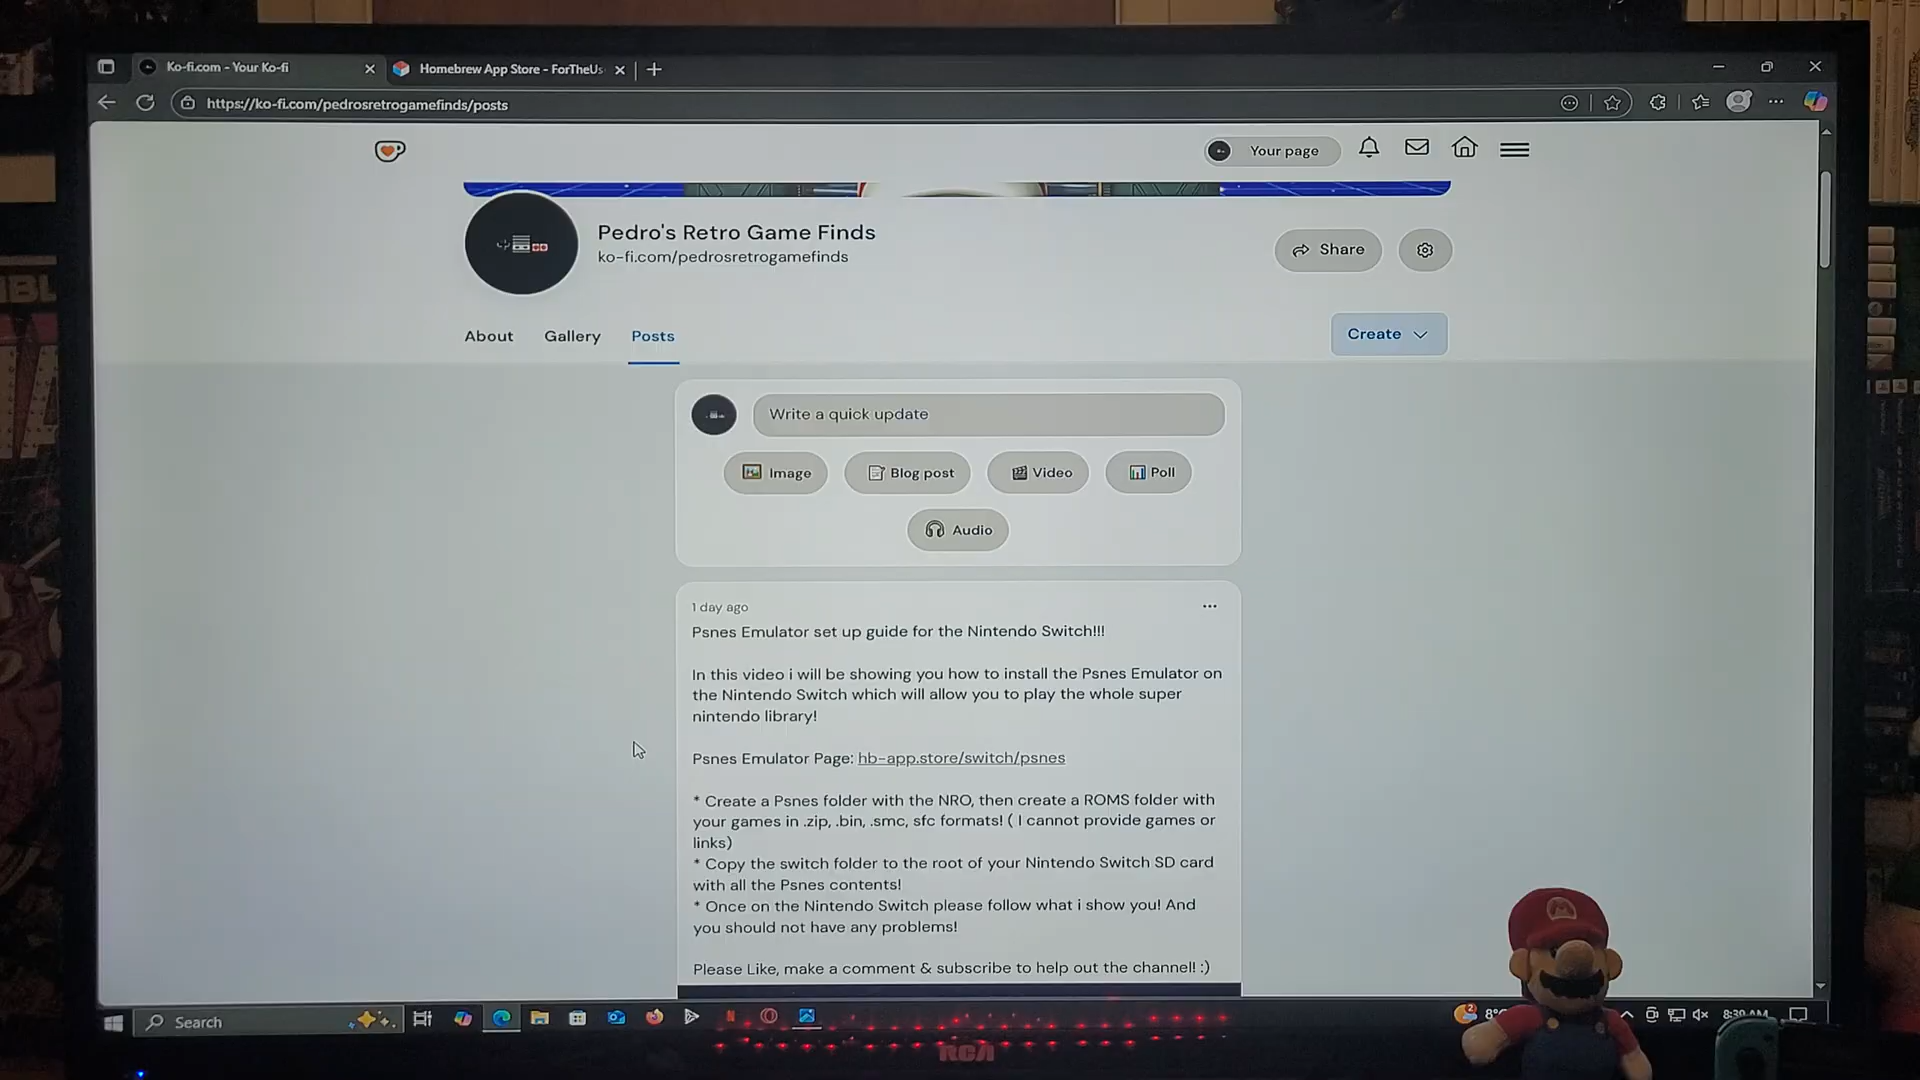 Ko-fi.com - Your Ko-fi
Homebrew App Store - ForTheUs
https://ko-fi.com/pedrosretrogamefinds/posts
Your page
Pedro's Retro Game Finds
ko-fi.com/pedrosretrogamefinds
Share
About
Gallery
Posts
Create
Write a quick update
Image
Blog post
Video
Poll
Audio
1 day ago
Psnes Emulator set up guide for the Nintendo Switch!!!
In this video i will be showing you how to install the Psnes Emulator on
the Nintendo Switch which will allow you to play the whole super
nintendo library!
Psnes Emulator Page: hb-app.store/switch/psnes
* Create a Psnes folder with the NRO, then create a ROMS folder with
your games in .zip, .bin, .smc, sfc formats! ( I cannot provide games or
links)
* Copy the switch folder to the root of your Nintendo Switch SD card
with all the Psnes contents!
* Once on the Nintendo Switch please follow what i show you! And
you should not have any problems!
Please Like, make a comment & subscribe to help out the channel! :)
Search
2
8°
8:39 AM
RCA
M